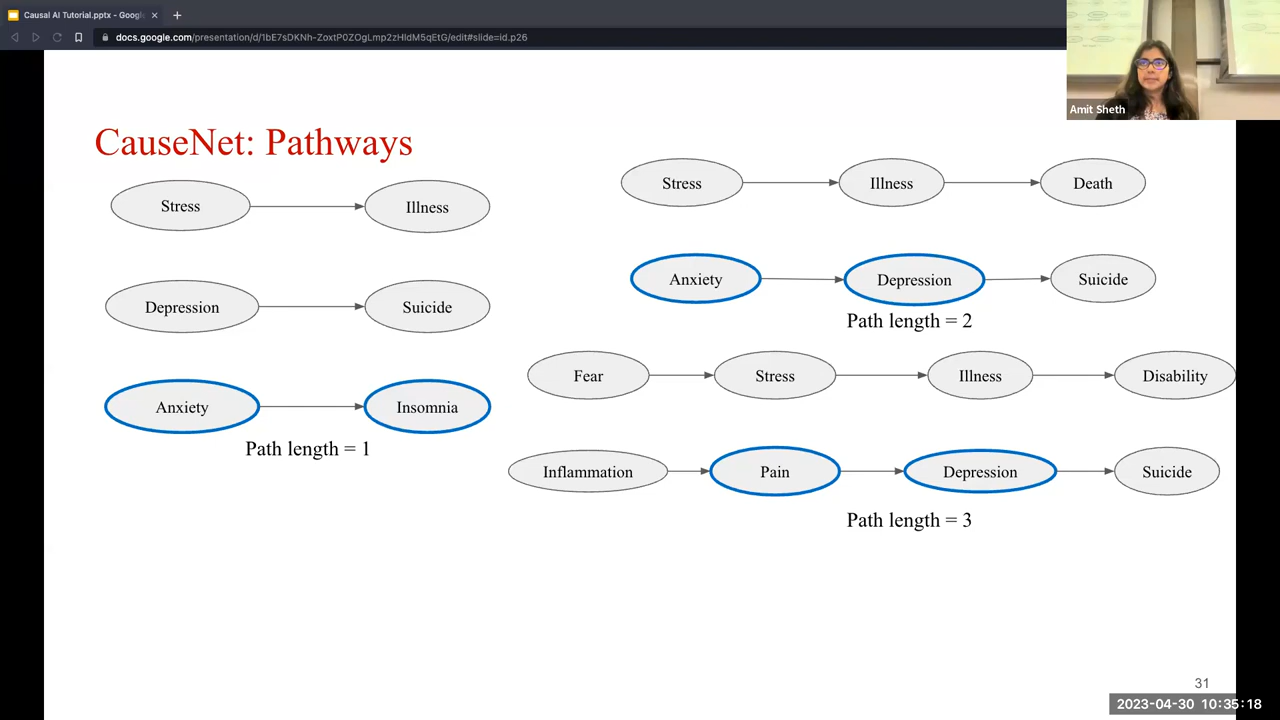 Causal AI Tutorial.pptx - Googl
docs.google.com/presentation/d/1bE7sDKNh-ZoxtP0ZOgLmp2zHldM5qEtG/edit#slide=id.p26
Amit Sheth
CauseNet: Pathways
Stress Illness
Depression Suicide
Anxiety Insomnia
Path length = 1
Stress Illness Death
Anxiety Depression Suicide
Path length = 2
Fear Stress Illness Disability
Inflammation Pain Depression Suicide
Path length = 3
31
2023-04-30 10:35:18